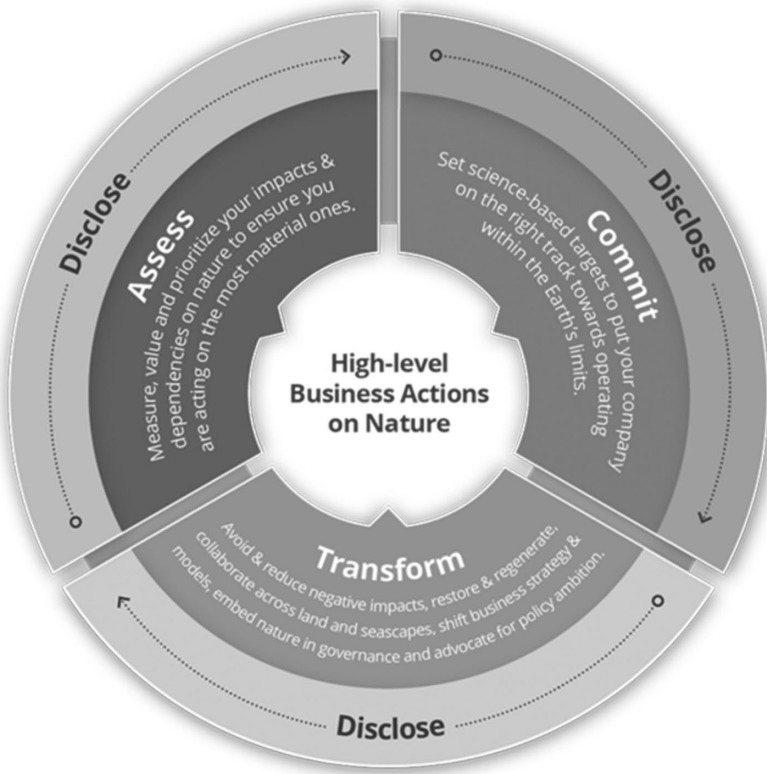 High-level
Business Actions
on Nature
Disclose
Assess
Measure, value and prioritize your impacts &
dependencies on nature to ensure you
are acting on the most material ones.
Disclose
Commit
Set science-based targets to put your company
on the right track towards operating
within the Earth's limits.
Disclose
Transform
Avoid & reduce negative impacts, restore & regenerate,
collaborate across land and seascapes, shift business strategy &
models, embed nature in governance and advocate for policy ambition.